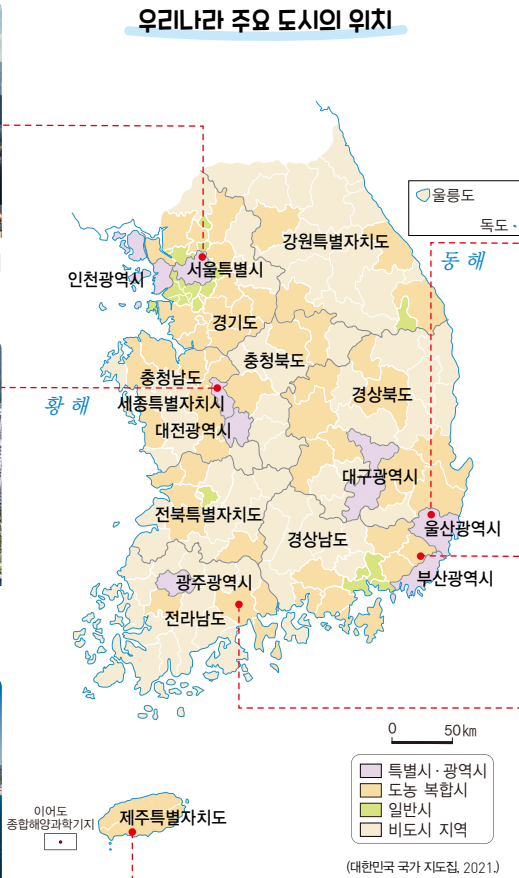 우리나라 주요 도시의 위치
울릉도
독도
강원특별자치도
동해
서울특별시
인천광역시
경기도
충청북도
충청남도
경상북도
세종특별자치시
황해
대전광역시
대구광역시
전북특별자치도
울산광역시
경상남도
부산광역시
광주광역시
전라남도
0 50km
특별시·광역시
도농 복합시
일반시
비도시 지역
이어도
종합해양과학기지
제주특별자치도
(대한민국 국가 지도집, 2021.)